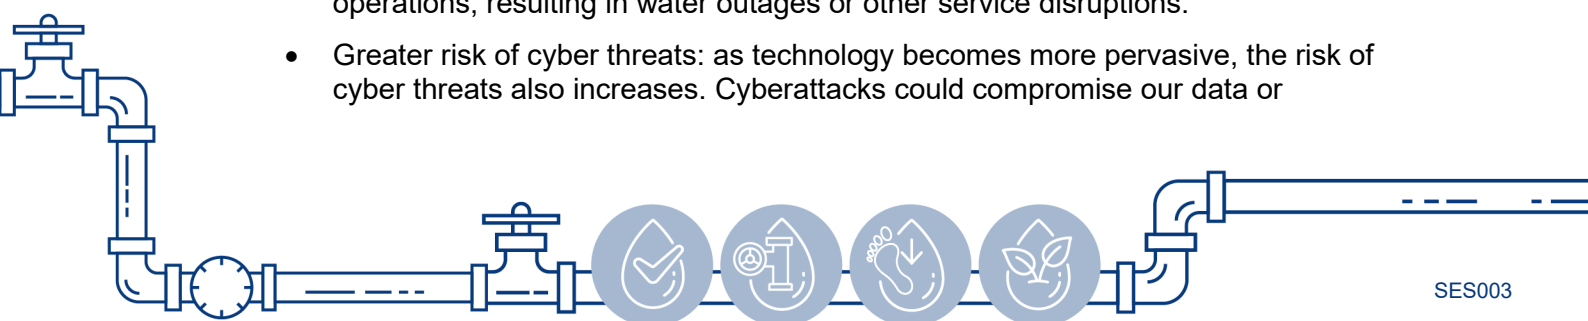 operations, resulting in water outages or other service disruptions.
• Greater risk of cyber threats: as technology becomes more pervasive, the risk of
cyber threats also increases. Cyberattacks could compromise our data or
SES003